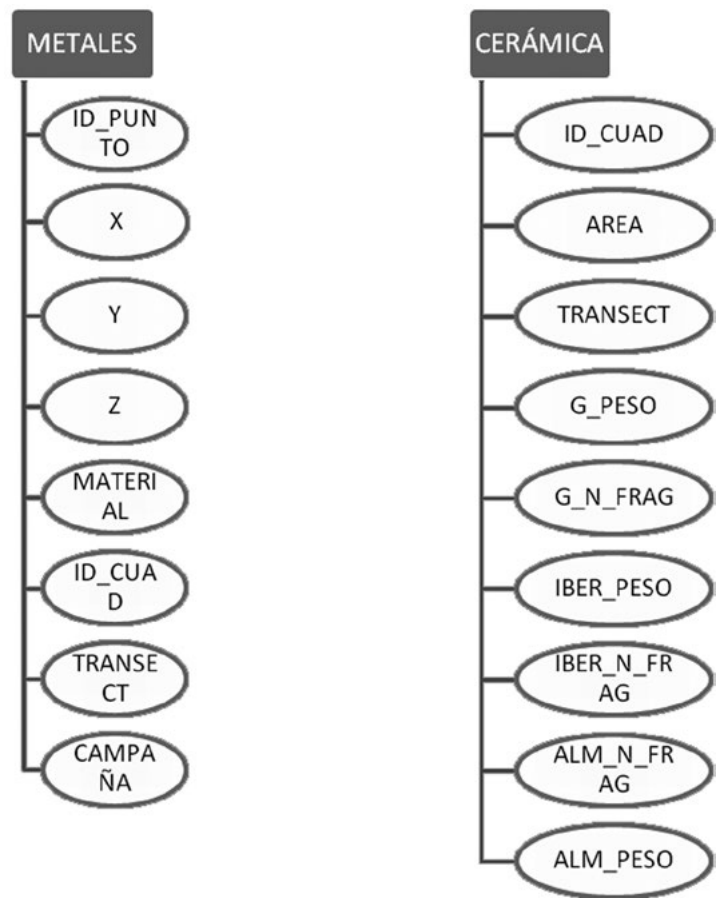 METALES
ID_PUN
TO
X
Y
Z
MATERI
AL
ID_CUA
D
TRANSE
CT
CAMPA
ÑA
CERÁMICA
ID_CUAD
AREA
TRANSECT
G_PESO
G_N_FRAG
IBER_PESO
IBER_N_FR
AG
ALM_N_FR
AG
ALM_PESO